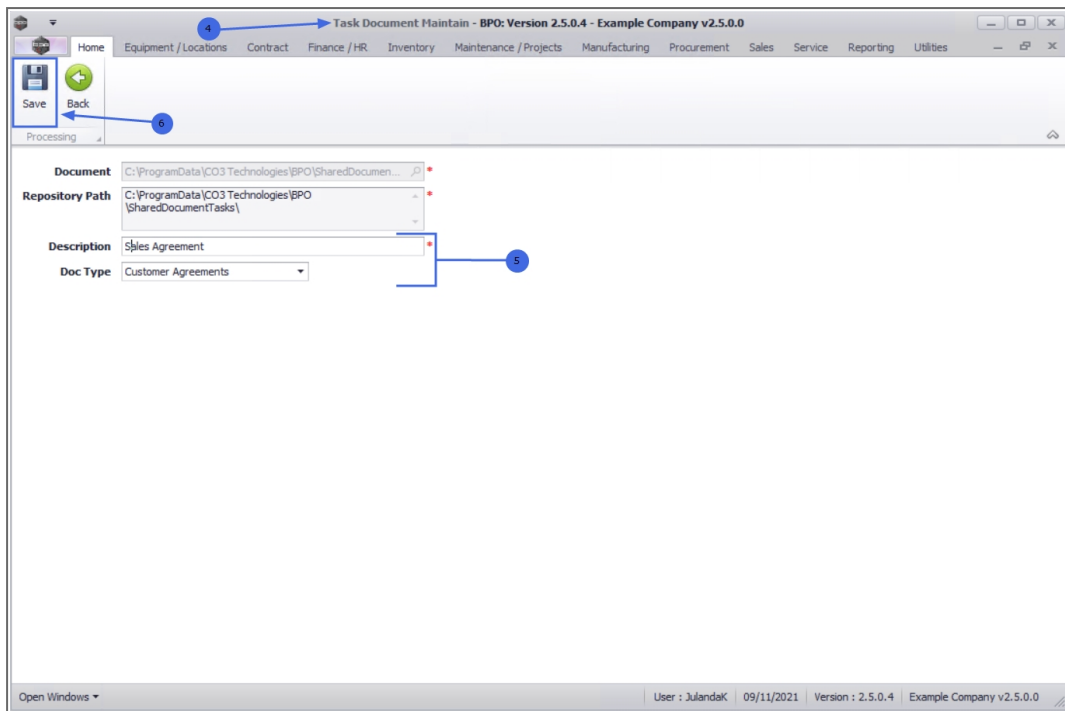 4
Task Document Maintain - BPO: Version 2.5.0.4 - Example Company v2.5.0.0
Home Equipment / Locations Contract Finance / HR Inventory Maintenance / Projects Manufacturing Procurement Sales Service Reporting Utilities
Save Back
6
Processing
Document C:\ProgramData\CO3 Technologies\BPO\SharedDocumen... *
Repository Path C:\ProgramData\CO3 Technologies\BPO *
\SharedDocumentTasks\
Description Sales Agreement *
5
Doc Type Customer Agreements
Open Windows User : JulandaK 09/11/2021 Version : 2.5.0.4 Example Company v2.5.0.0